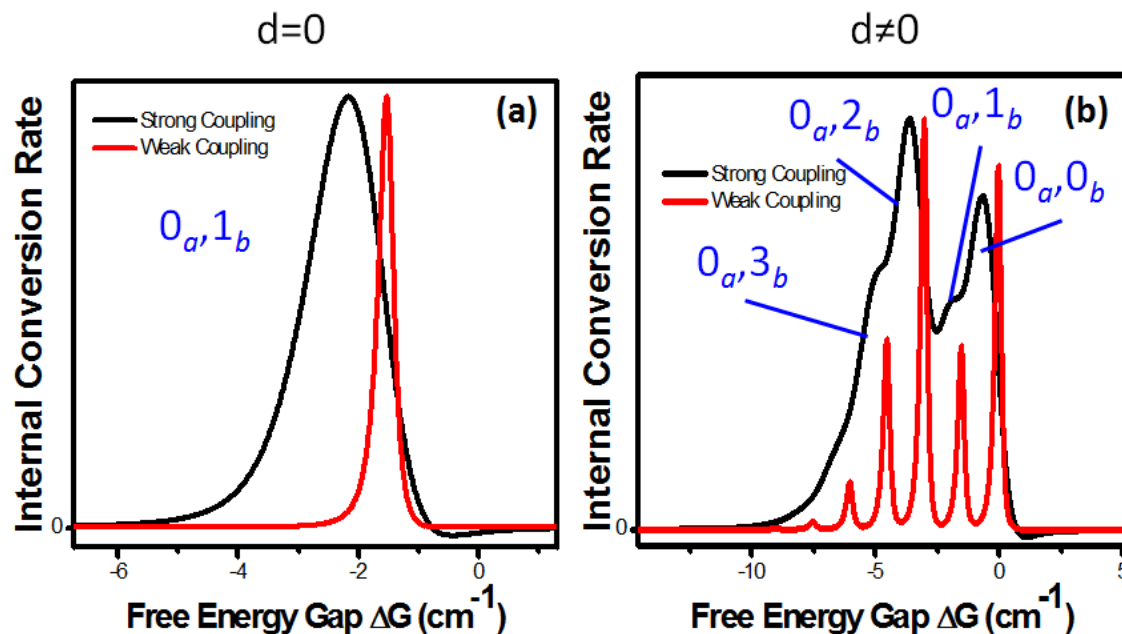 d=0
d≠0
Internal Conversion Rate
Strong Coupling
Weak Coupling
(a)
0a,1b
0
-6
-4
-2
0
Free Energy Gap ΔG (cm-1)
Internal Conversion Rate
Strong Coupling
Weak Coupling
(b)
0a,2b
0a,1b
0a,0b
0a,3b
0
-10
-5
0
5
Free Energy Gap ΔG (cm-1)